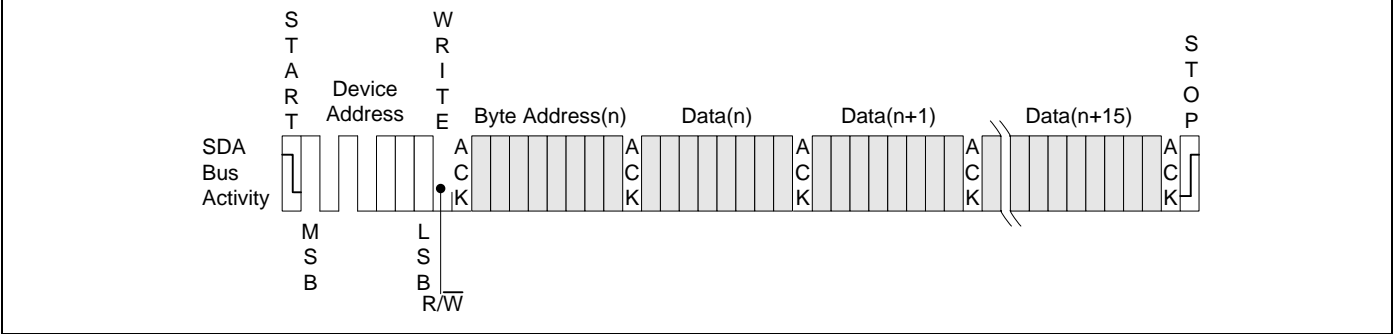 START
WRITE
STOP
Device
Address
Byte Address(n)
Data(n)
Data(n+1)
Data(n+15)
SDA
Bus
Activity
ACK
ACK
ACK
ACK
ACK
MSB
LSB
R/W̅